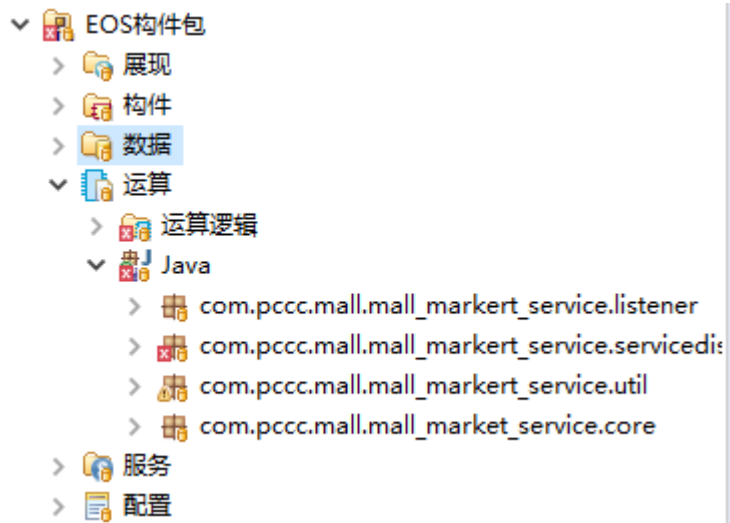 EOS构件包
展现
构件
数据
运算
运算逻辑
Java
com.pccc.mall.mall_markert_service.listener
com.pccc.mall.mall_markert_service.servicedis
com.pccc.mall.mall_markert_service.util
com.pccc.mall.mall_market_service.core
服务
配置